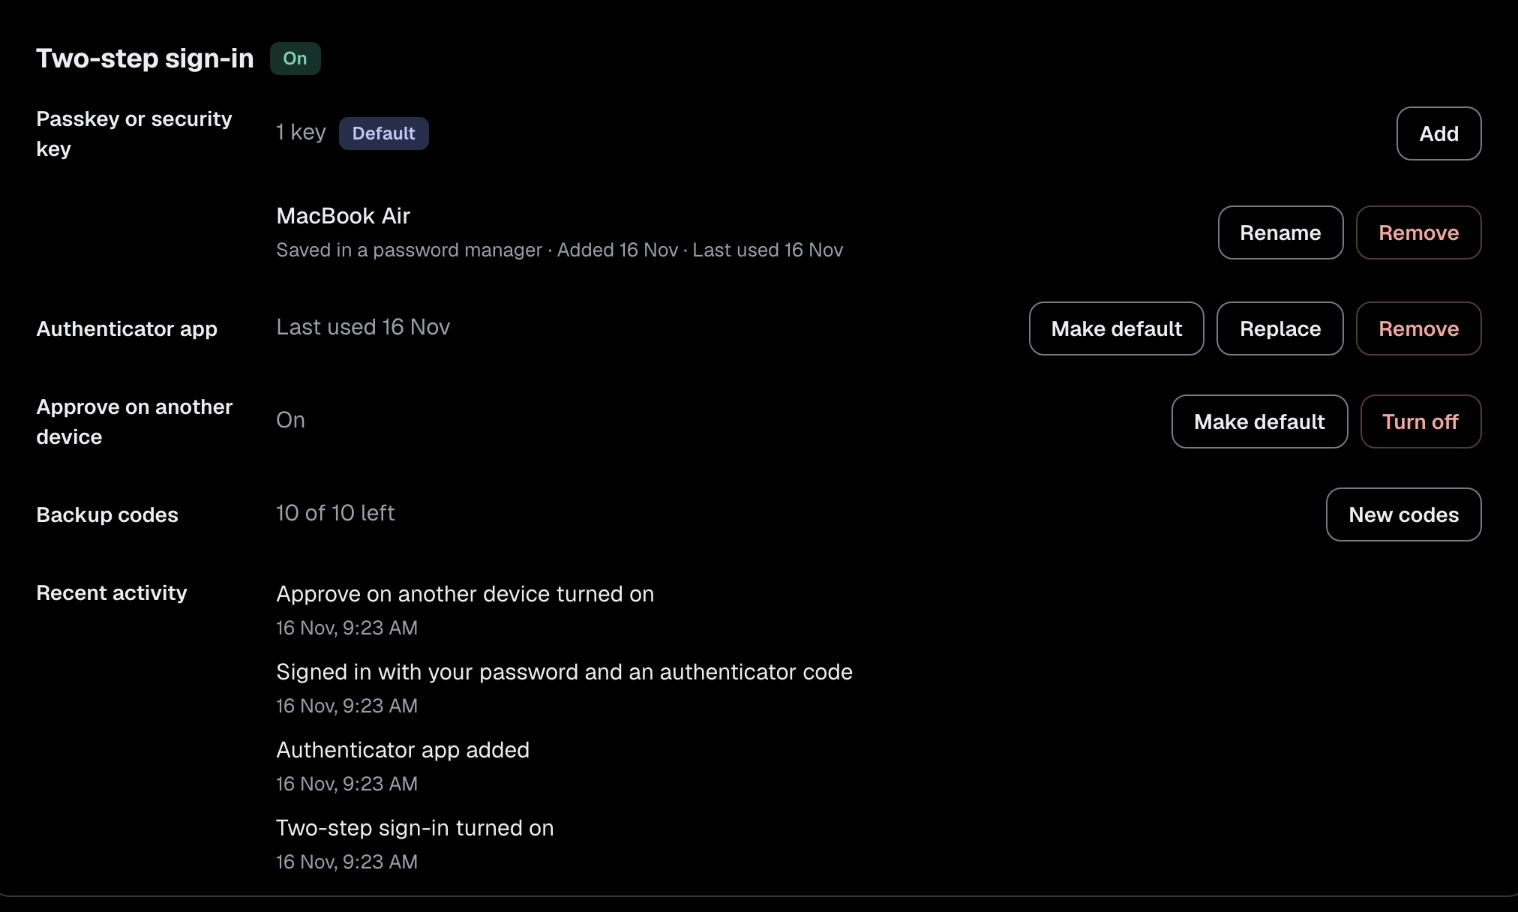 Two-step sign-in On
Passkey or security
key
1 key Default
Add
MacBook Air
Saved in a password manager · Added 16 Nov · Last used 16 Nov
Rename Remove
Authenticator app
Last used 16 Nov
Make default Replace Remove
Approve on another
device
On
Make default Turn off
Backup codes
10 of 10 left
New codes
Recent activity
Approve on another device turned on
16 Nov, 9:23 AM
Signed in with your password and an authenticator code
16 Nov, 9:23 AM
Authenticator app added
16 Nov, 9:23 AM
Two-step sign-in turned on
16 Nov, 9:23 AM